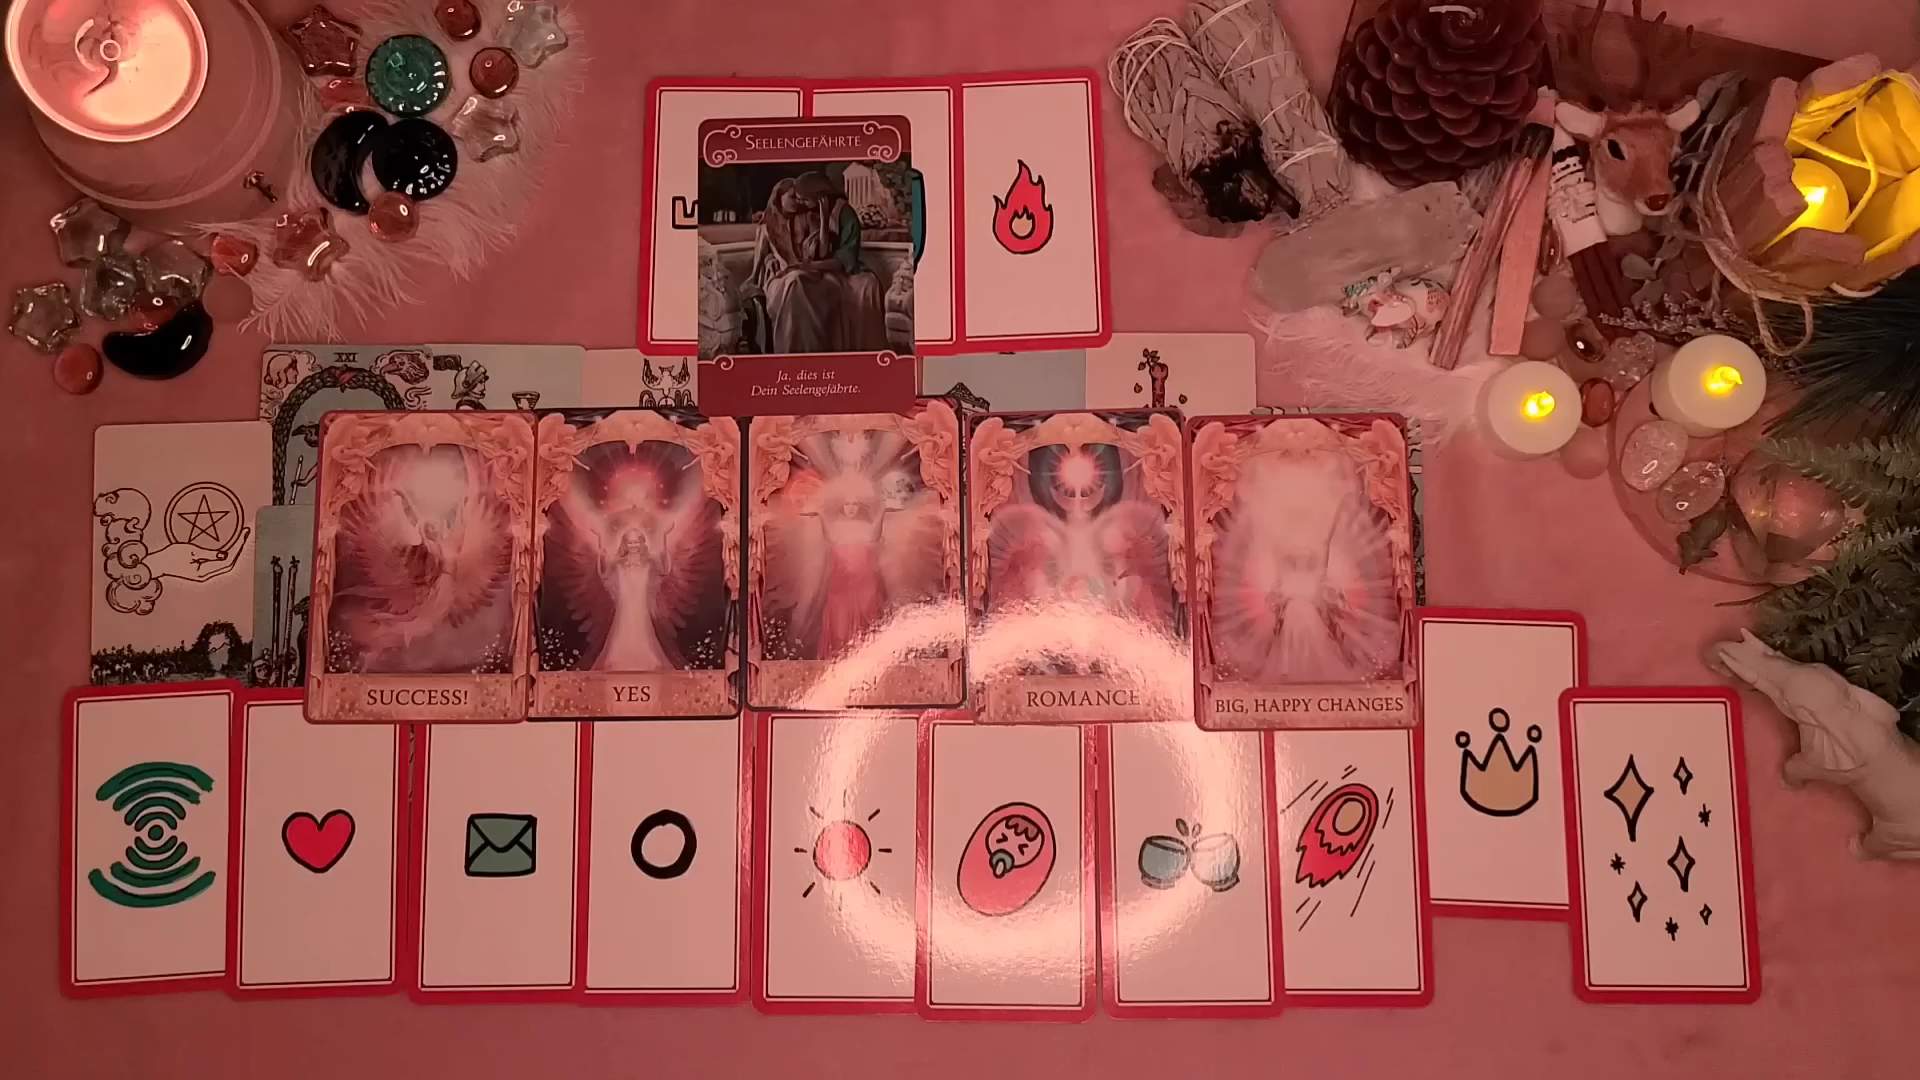 SEELENGEFÄHRTE
XXI
Ja, dies ist
Dein Seelengefährte.
SUCCESS!
YES
ROMANCE
BIG, HAPPY CHANGES